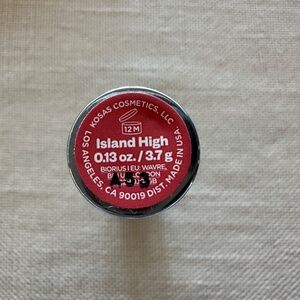 KOSAS COSMETICS, LLC
12 M
Island High
0.13 oz. / 3.7 g
BIORIUS | EU: WAVRE,
LOS ANGELES, CA 90019 DIST. MADE IN USA.